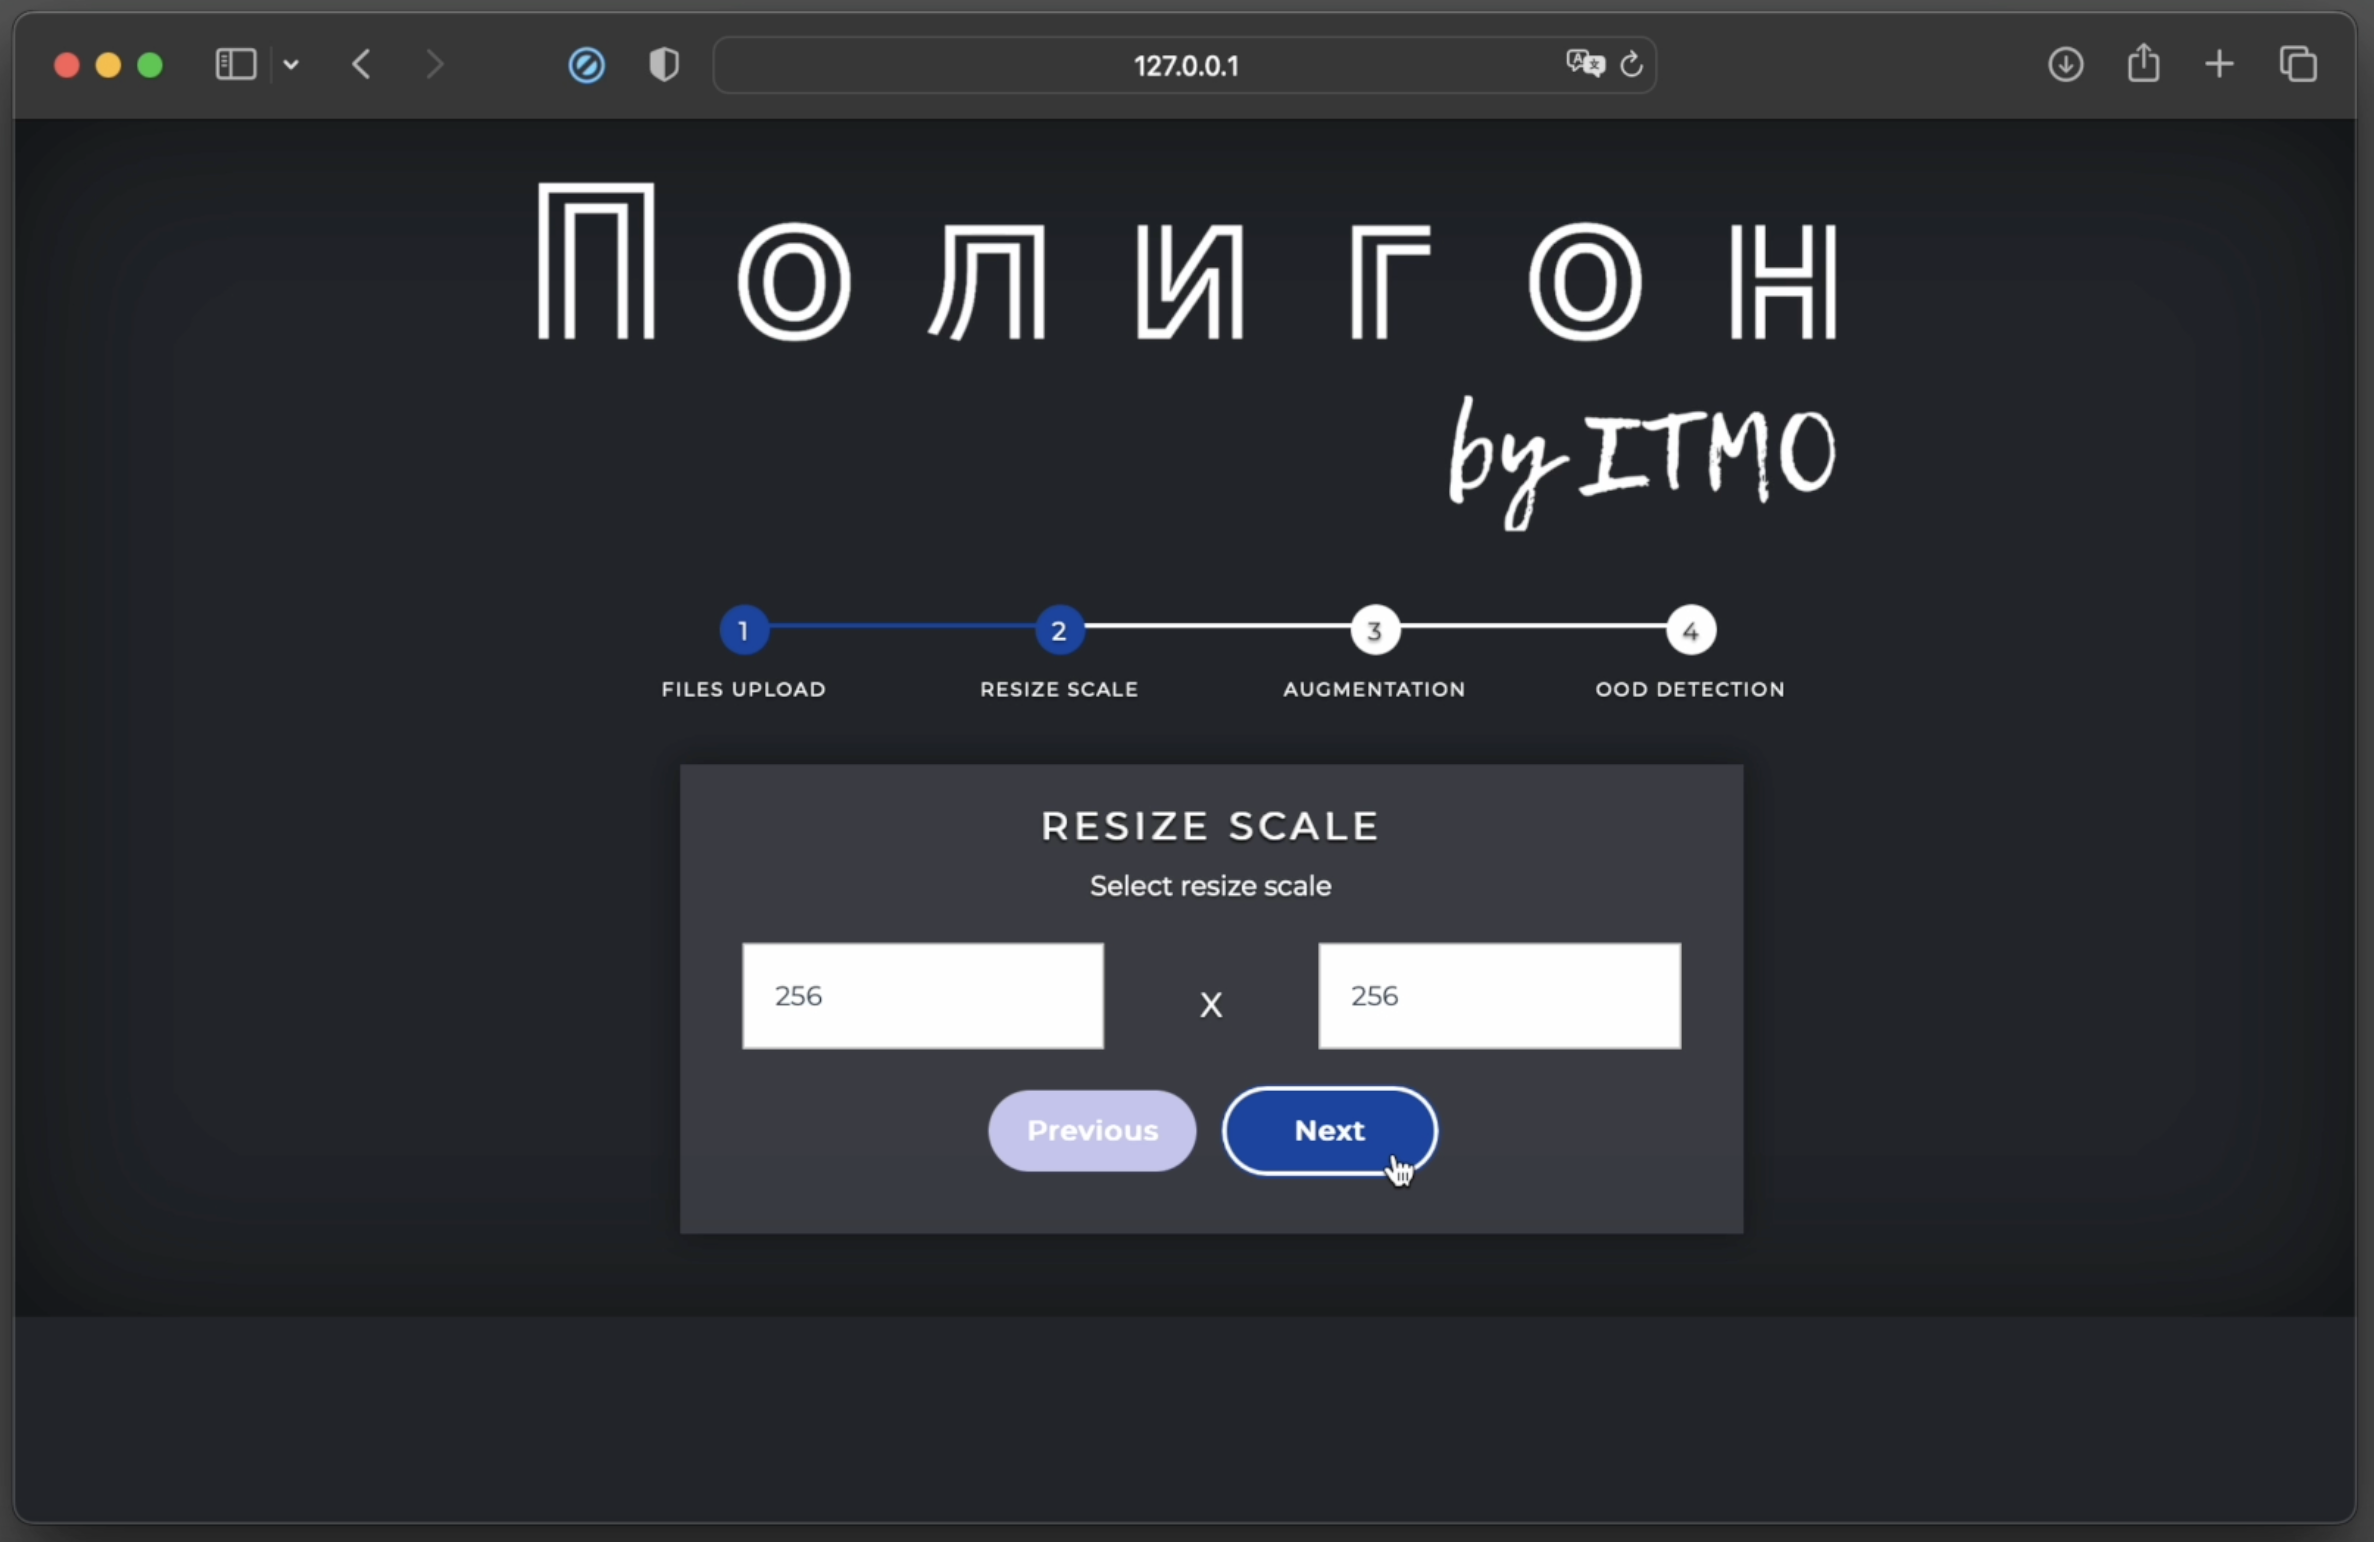 127.0.0.1
Полигон
by ITMO
1 2 3 4
FILES UPLOAD RESIZE SCALE AUGMENTATION OOD DETECTION
RESIZE SCALE
Select resize scale
256 X 256
Previous Next